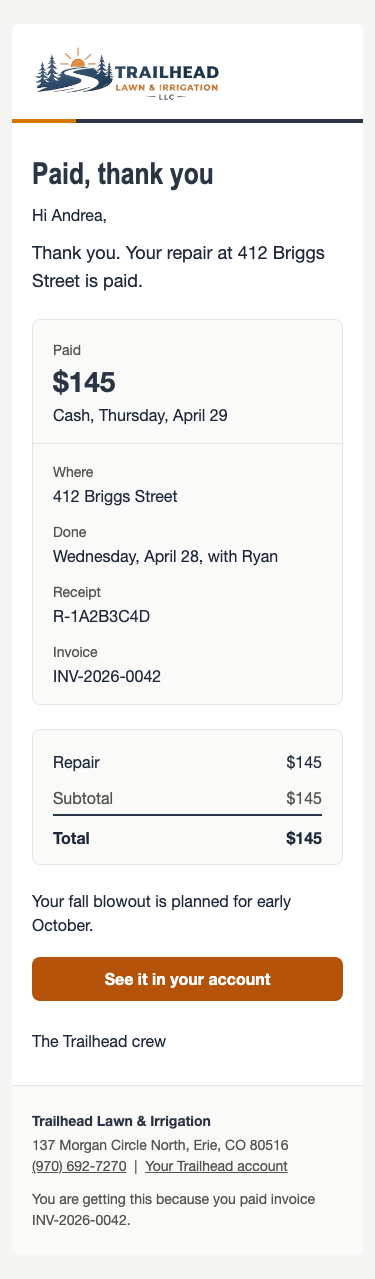 TRAILHEAD
LAWN & IRRIGATION
LLC
Paid, thank you
Hi Andrea,
Thank you. Your repair at 412 Briggs
Street is paid.
Paid
$145
Cash, Thursday, April 29
Where
412 Briggs Street
Done
Wednesday, April 28, with Ryan
Receipt
R-1A2B3C4D
Invoice
INV-2026-0042
Repair $145
Subtotal $145
Total $145
Your fall blowout is planned for early
October.
See it in your account
The Trailhead crew
Trailhead Lawn & Irrigation
137 Morgan Circle North, Erie, CO 80516
(970) 692-7270 | Your Trailhead account
You are getting this because you paid invoice
INV-2026-0042.